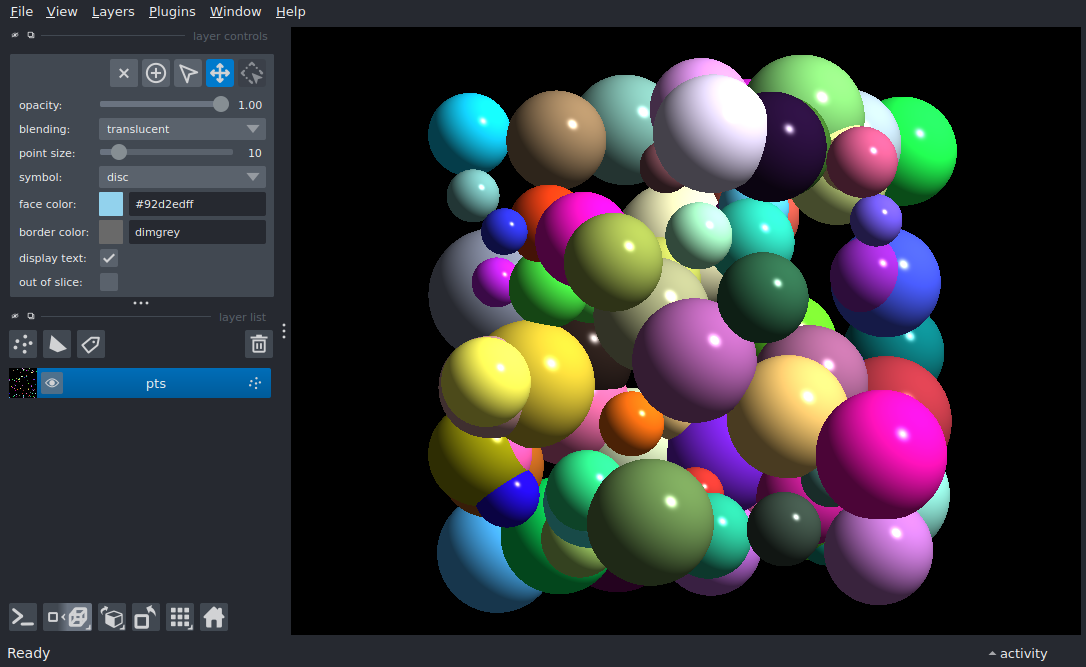 File View Layers Plugins Window Help
layer controls
opacity: 1.00
blending: translucent
point size: 10
symbol: disc
face color: #92d2edff
border color: dimgrey
display text:
out of slice:
layer list
pts
Ready activity